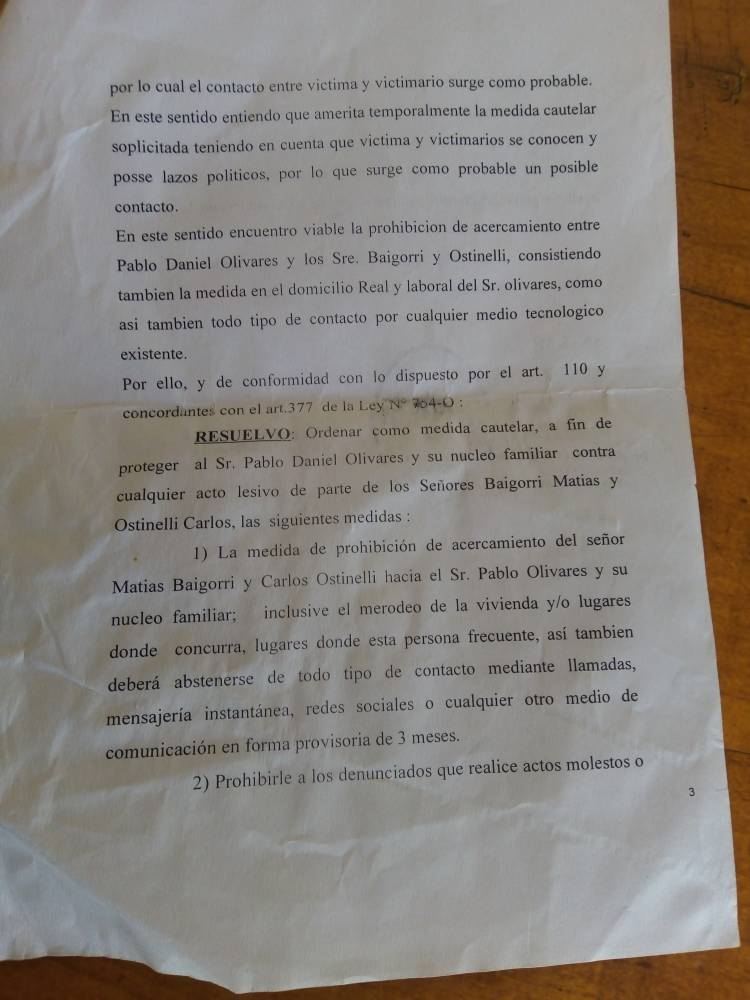 por lo cual el contacto entre victima y victimario surge como probable.
En este sentido entiendo que amerita temporalmente la medida cautelar
soplicitada teniendo en cuenta que victima y victimarios se conocen y
posse lazos politicos, por lo que surge como probable un posible
contacto.
En este sentido encuentro viable la prohibicion de acercamiento entre
Pablo Daniel Olivares y los Sre. Baigorri y Ostinelli, consistiendo
tambien la medida en el domicilio Real y laboral del Sr. olivares, como
asi tambien todo tipo de contacto por cualquier medio tecnologico
existente.
Por ello, y de conformidad con lo dispuesto por el art. 110 y
concordantes con el art.377 de la Ley Nº :
RESUELVO: Ordenar como medida cautelar, a fin de
proteger al Sr. Pablo Daniel Olivares y su nucleo familiar contra
cualquier acto lesivo de parte de los Señores Baigorri Matias y
Ostinelli Carlos, las siguientes medidas :
1) La medida de prohibición de acercamiento del señor
Matias Baigorri y Carlos Ostinelli hacia el Sr. Pablo Olivares y su
nucleo familiar; inclusive el merodeo de la vivienda y/o lugares
donde concurra, lugares donde esta persona frecuente, así tambien
deberá abstenerse de todo tipo de contacto mediante llamadas,
mensajería instantánea, redes sociales o cualquier otro medio de
comunicación en forma provisoria de 3 meses.
2) Prohibirle a los denunciados que realice actos molestos o
3